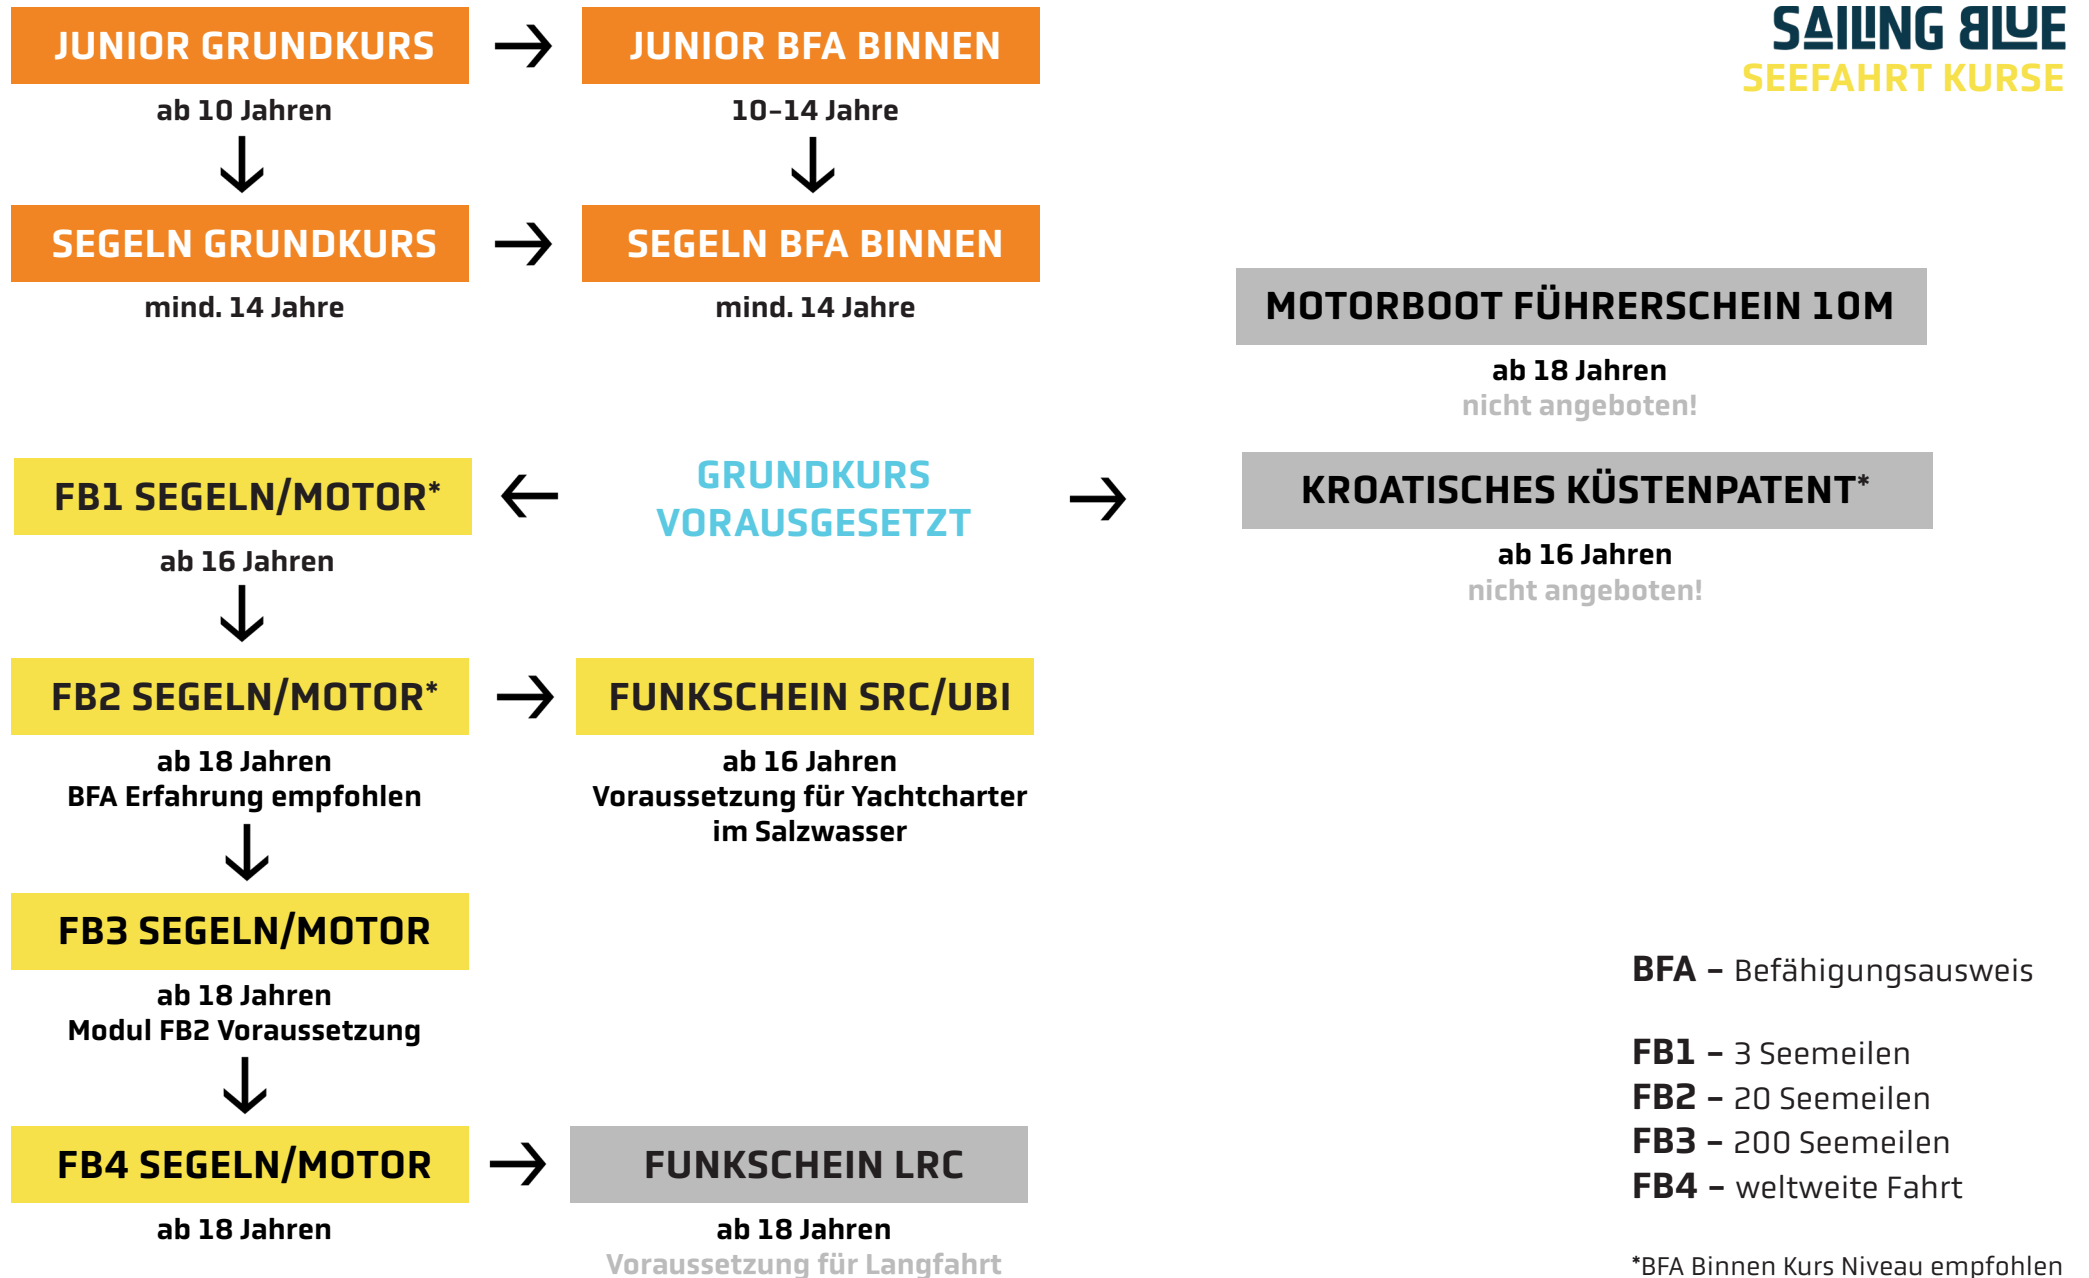 SAILING BLUE
SEEFAHRT KURSE
JUNIOR GRUNDKURS
ab 10 Jahren
JUNIOR BFA BINNEN
10–14 Jahre
SEGELN GRUNDKURS
mind. 14 Jahre
SEGELN BFA BINNEN
mind. 14 Jahre
MOTORBOOT FÜHRERSCHEIN 10M
ab 18 Jahren
nicht angeboten!
FB1 SEGELN/MOTOR*
ab 16 Jahren
GRUNDKURS
VORAUSGESETZT
KROATISCHES KÜSTENPATENT*
ab 16 Jahren
nicht angeboten!
FB2 SEGELN/MOTOR*
ab 18 Jahren
BFA Erfahrung empfohlen
FUNKSCHEIN SRC/UBI
ab 16 Jahren
Voraussetzung für Yachtcharter
im Salzwasser
FB3 SEGELN/MOTOR
ab 18 Jahren
Modul FB2 Voraussetzung
FB4 SEGELN/MOTOR
ab 18 Jahren
FUNKSCHEIN LRC
ab 18 Jahren
Voraussetzung für Langfahrt
BFA – Befähigungsausweis
FB1 – 3 Seemeilen
FB2 – 20 Seemeilen
FB3 – 200 Seemeilen
FB4 – weltweite Fahrt
*BFA Binnen Kurs Niveau empfohlen